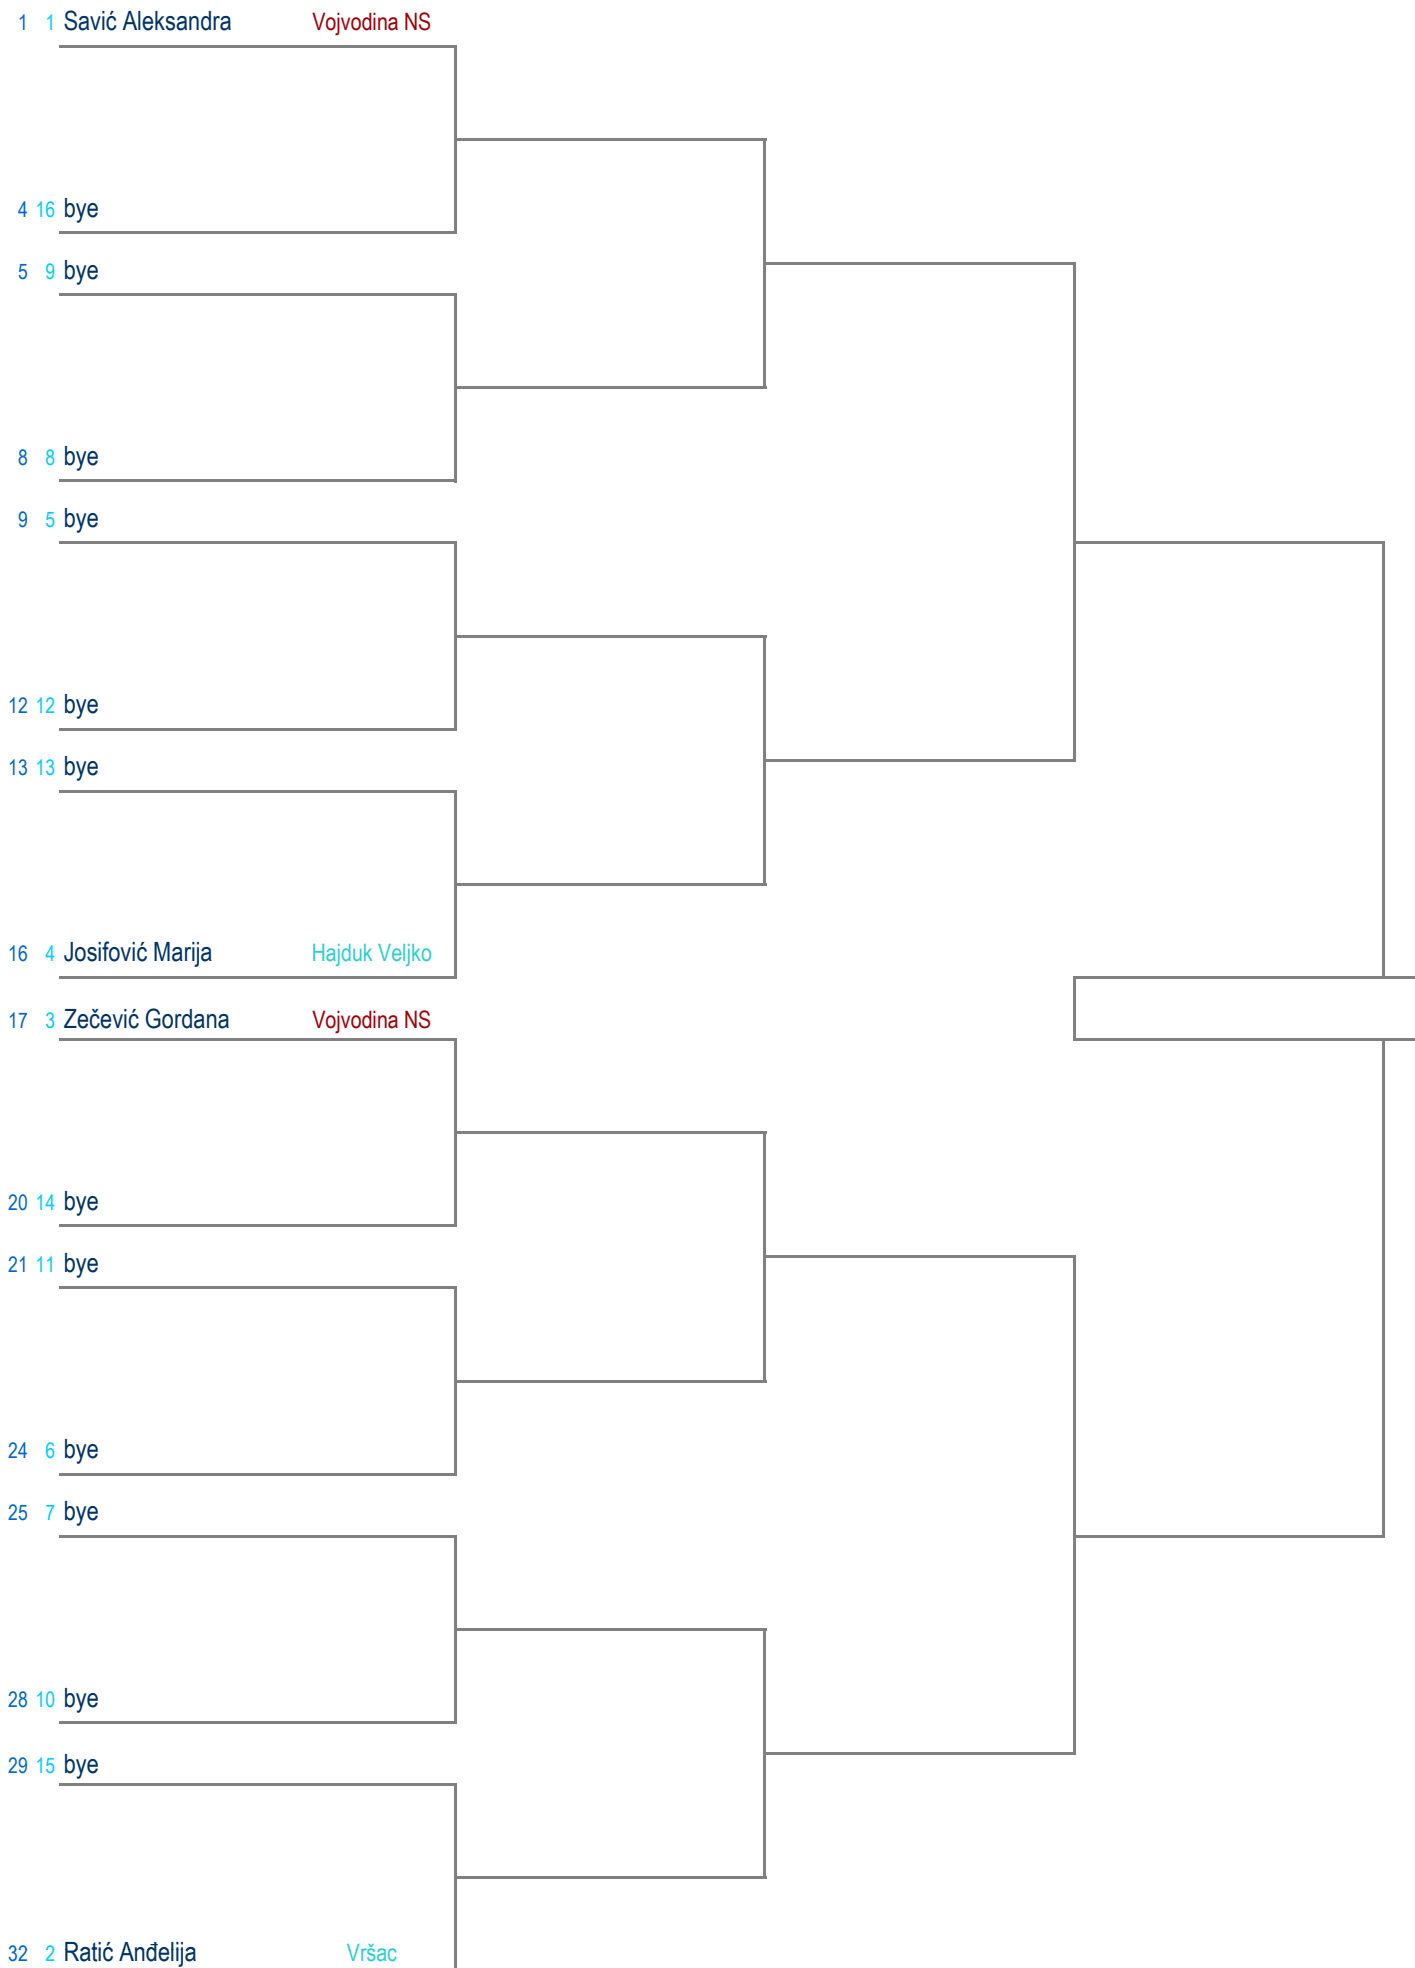 1 1 Savić Aleksandra Vojvodina NS
4 16 bye
5 9 bye
8 8 bye
9 5 bye
12 12 bye
13 13 bye
16 4 Josifović Marija Hajduk Veljko
17 3 Zečević Gordana Vojvodina NS
20 14 bye
21 11 bye
24 6 bye
25 7 bye
28 10 bye
29 15 bye
32 2 Ratić Anđelija Vršac